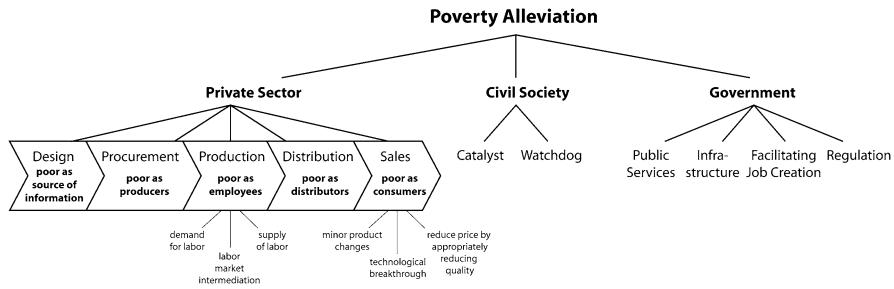 Poverty Alleviation
Private Sector
Civil Society
Government
Design
poor as
source of
information
Procurement
poor as
producers
Production
poor as
employees
Distribution
poor as
distributors
Sales
poor as
consumers
Catalyst
Watchdog
Public
Services
Infra-
structure
Facilitating
Job Creation
Regulation
demand
for labor
labor
market
intermediation
supply
of labor
minor product
changes
technological
breakthrough
reduce price by
appropriately
reducing
quality